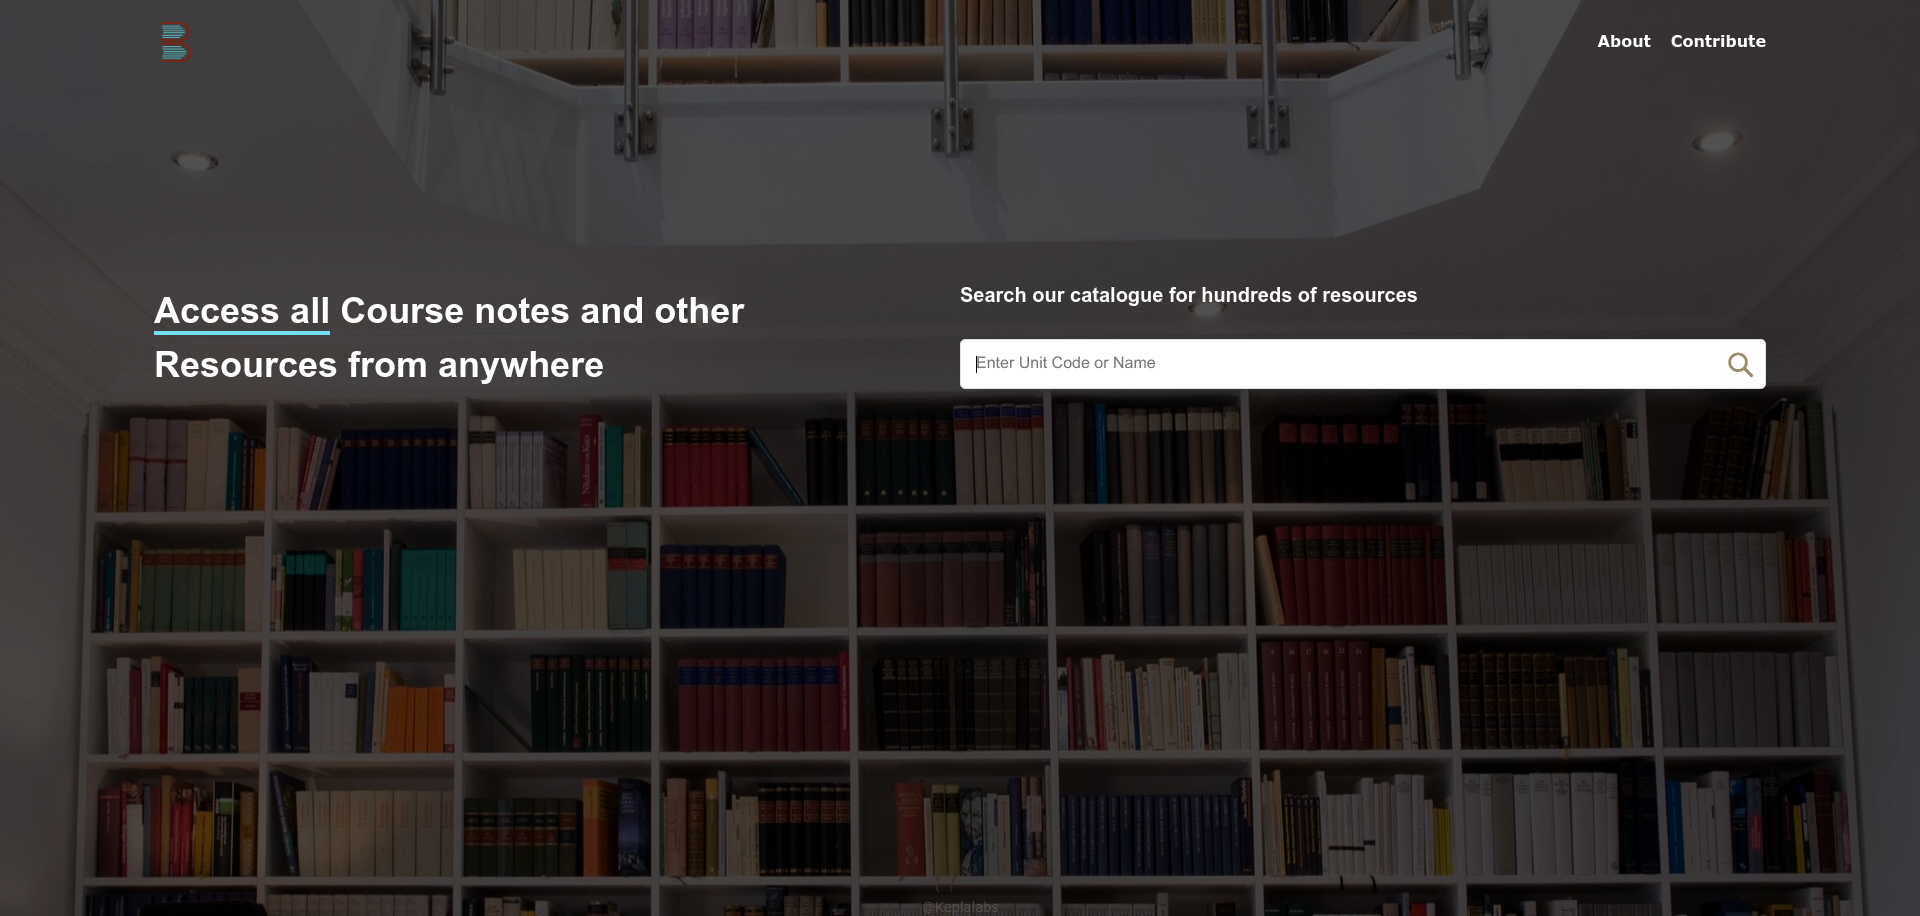 B
About
Contribute
Access all Course notes and other
Resources from anywhere
Search our catalogue for hundreds of resources
Enter Unit Code or Name
@Keplalabs